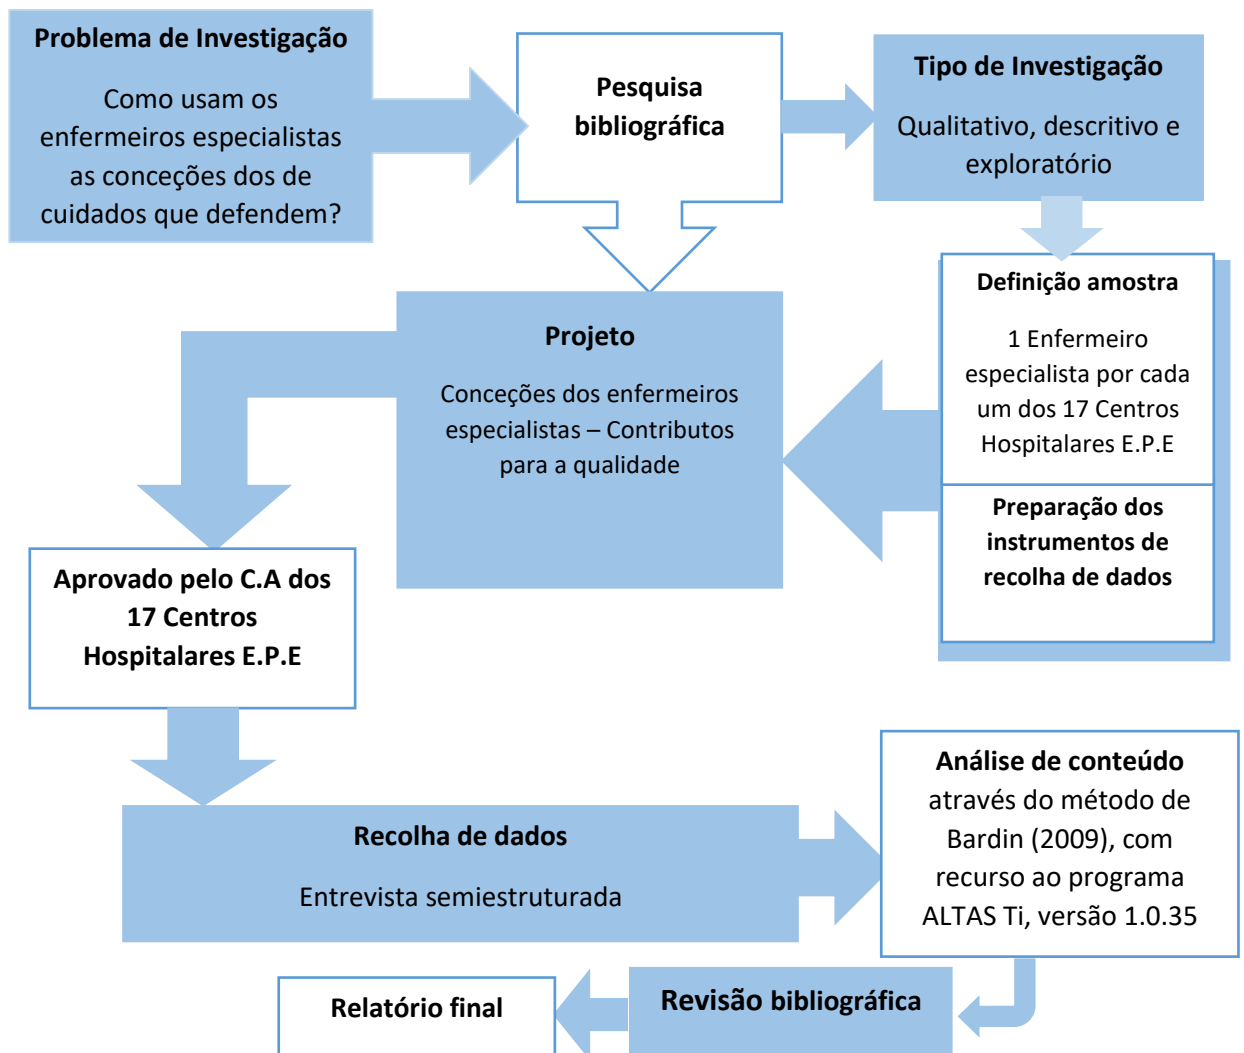 Problema de Investigação
Como usam os
enfermeiros especialistas
as conceções dos de
cuidados que defendem?
Pesquisa
bibliográfica
Tipo de Investigação
Qualitativo, descritivo e
exploratório
Definição amostra
1 Enfermeiro
especialista por cada
um dos 17 Centros
Hospitalares E.P.E
Preparação dos
instrumentos de
recolha de dados
Projeto
Conceções dos enfermeiros
especialistas – Contributos
para a qualidade
Aprovado pelo C.A dos
17 Centros
Hospitalares E.P.E
Recolha de dados
Entrevista semiestruturada
Análise de conteúdo
através do método de
Bardin (2009), com
recurso ao programa
ALTAS Ti, versão 1.0.35
Revisão bibliográfica
Relatório final